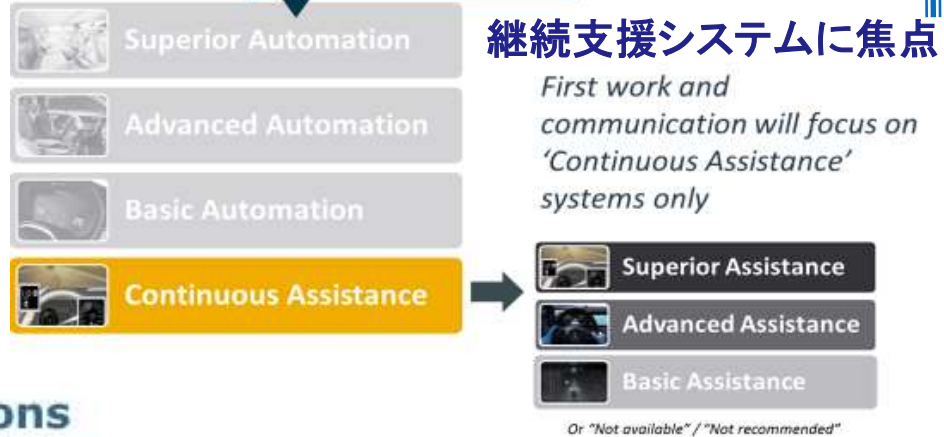 Superior Automation
Advanced Automation
Basic Automation
Continuous Assistance
継続支援システムに焦点
First work and
communication will focus on
‘Continuous Assistance’
systems only
Superior Assistance
Advanced Assistance
Basic Assistance
Or "Not available" / "Not recommended"
ons